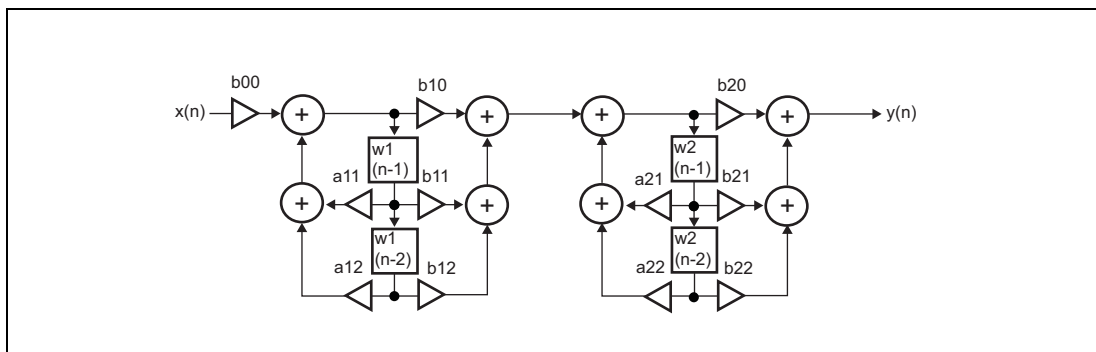 b00
b10
b20
x(n)
+
+
+
+
y(n)
w1
(n-1)
w2
(n-1)
a11
b11
a21
b21
+
+
+
+
w1
(n-2)
w2
(n-2)
a12
b12
a22
b22